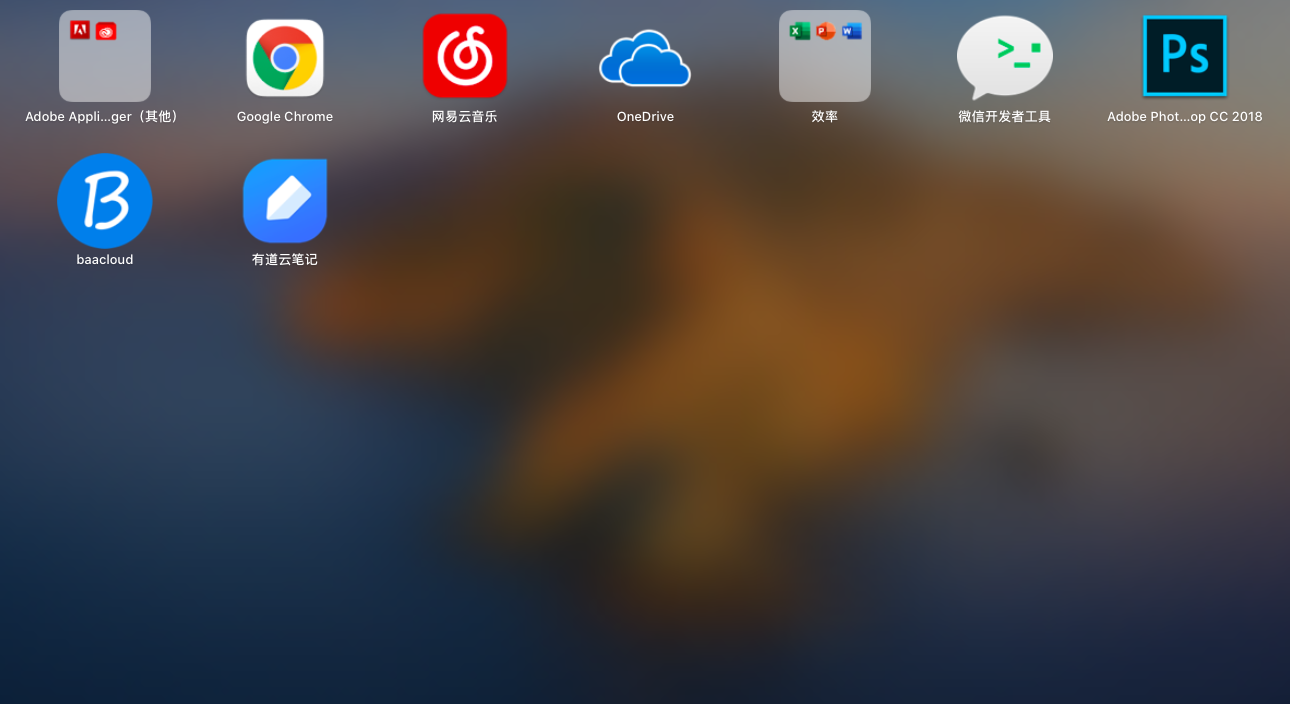 Adobe Appli...ger（其他）
Google Chrome
网易云音乐
OneDrive
X P W
效率
微信开发者工具
Ps
Adobe Phot...op CC 2018
B
baacloud
有道云笔记